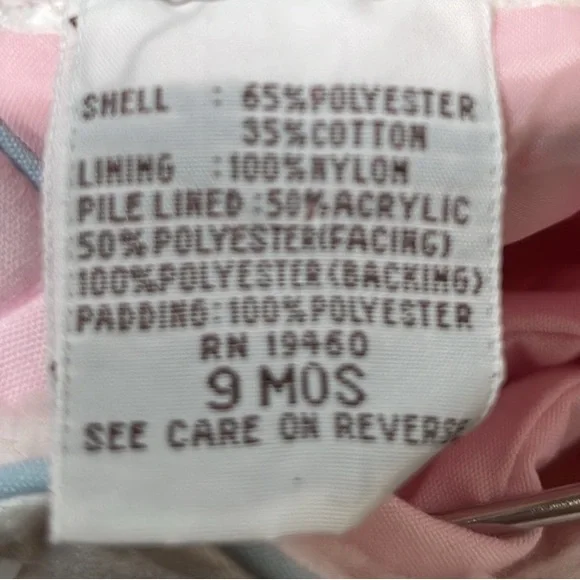 SHELL : 65%POLYESTER
35%COTTON
LINING :100%NYLON
PILE LINED :50%ACRYLIC
50%POLYESTER(FACING)
100%POLYESTER(BACKING)
PADDING:100%POLYESTER
RN 19460
9 MOS
SEE CARE ON REVERSE